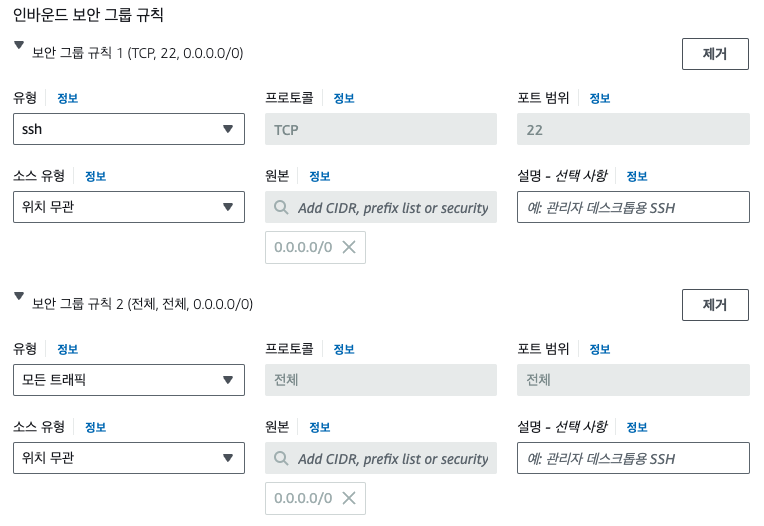 인바운드 보안 그룹 규칙
보안 그룹 규칙 1 (TCP, 22, 0.0.0.0/0)
제거
유형 정보
프로토콜 정보
포트 범위 정보
ssh
TCP
22
소스 유형 정보
원본 정보
설명 - 선택 사항 정보
위치 무관
Add CIDR, prefix list or security
예: 관리자 데스크톱용 SSH
0.0.0.0/0
보안 그룹 규칙 2 (전체, 전체, 0.0.0.0/0)
제거
유형 정보
프로토콜 정보
포트 범위 정보
모든 트래픽
전체
전체
소스 유형 정보
원본 정보
설명 - 선택 사항 정보
위치 무관
Add CIDR, prefix list or security
예: 관리자 데스크톱용 SSH
0.0.0.0/0